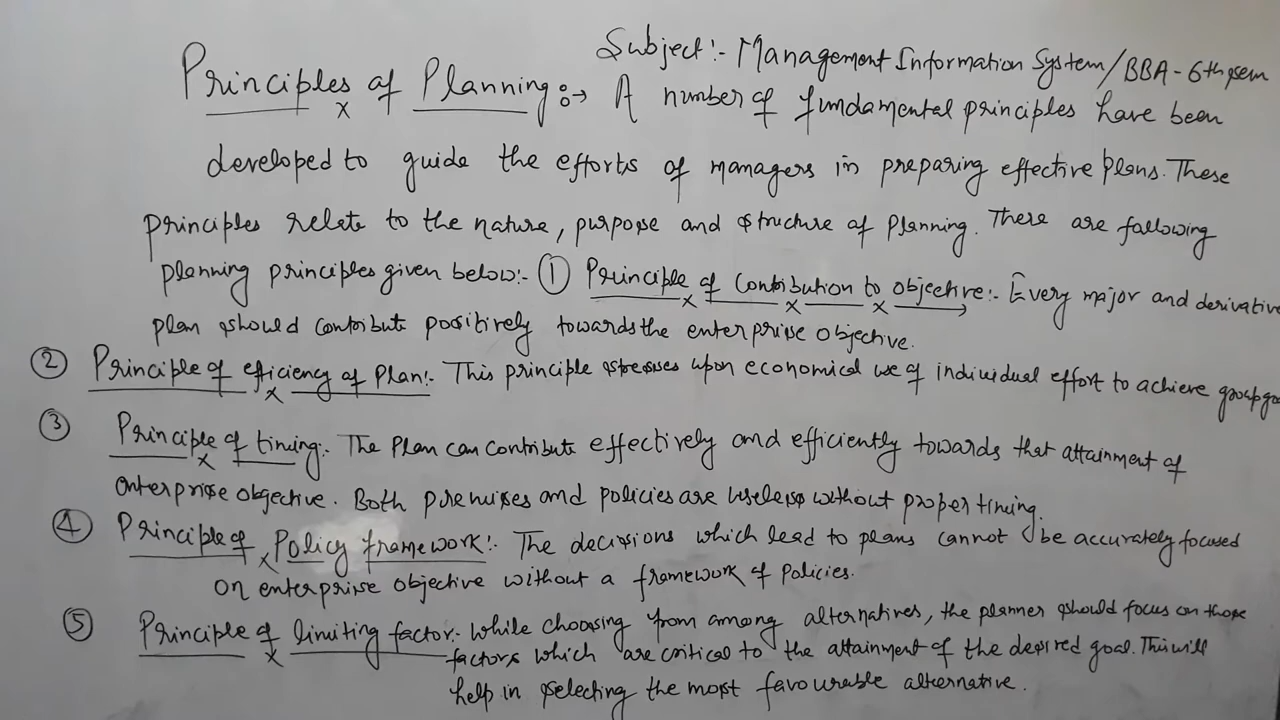 Subject:- Management Information System/BBA-6th sem
Principles of Planning:→ A number of fundamental principles have been
developed to guide the efforts of managers in preparing effective plans. These
principles relate to the nature, purpose and structure of planning. There are following
planning principles given below:- ① Principle of Contribution to objective:- Every major and derivative
plan should contribute positively towards the enterprise objective.
② Principle of efficiency of Plan:- This principle stresses upon economical use of individual effort to achieve group go
③ Principle of timing:- The Plan can contribute effectively and efficiently towards that attainment of
enterprise objective. Both premises and policies are useless without proper timing.
④ Principle of Policy framework:- The decisions which lead to plans cannot be accurately focused
on enterprise objective without a framework of Policies.
⑤ Principle of limiting factor:- While choosing from among alternatives, the planner should focus on those
factors which are critical to the attainment of the desired goal. This will
help in selecting the most favourable alternative.